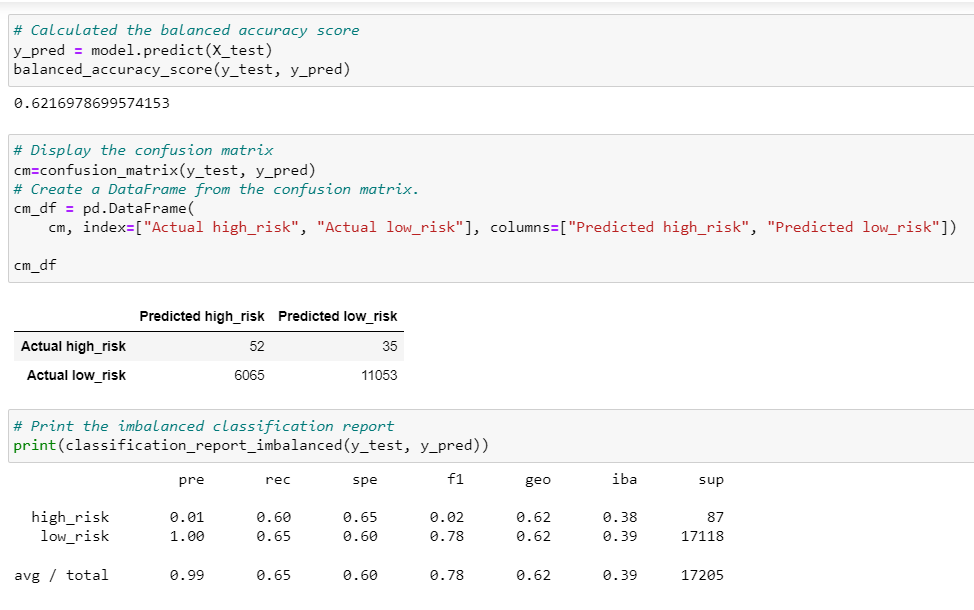 # Calculated the balanced accuracy score
y_pred = model.predict(X_test)
balanced_accuracy_score(y_test, y_pred)
0.6216978699574153
# Display the confusion matrix
cm=confusion_matrix(y_test, y_pred)
# Create a DataFrame from the confusion matrix.
cm_df = pd.DataFrame(
    cm, index=["Actual high_risk", "Actual low_risk"], columns=["Predicted high_risk", "Predicted low_risk"])
cm_df
Predicted high_risk Predicted low_risk
Actual high_risk 52 35
Actual low_risk 6065 11053
# Print the imbalanced classification report
print(classification_report_imbalanced(y_test, y_pred))
pre rec spe f1 geo iba sup
high_risk 0.01 0.60 0.65 0.02 0.62 0.38 87
low_risk 1.00 0.65 0.60 0.78 0.62 0.39 17118
avg / total 0.99 0.65 0.60 0.78 0.62 0.39 17205